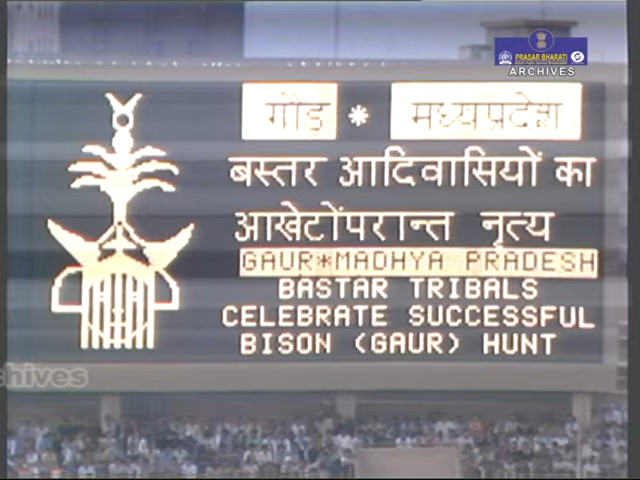 PRASAR BHARATI
ARCHIVES
गौड़ * मध्यप्रदेश
बस्तर आदिवासियों का
आखेटोंपरान्त नृत्य
GAUR*MADHYA PRADESH
BASTAR TRIBALS
CELEBRATE SUCCESSFUL
BISON (GAUR) HUNT
chives